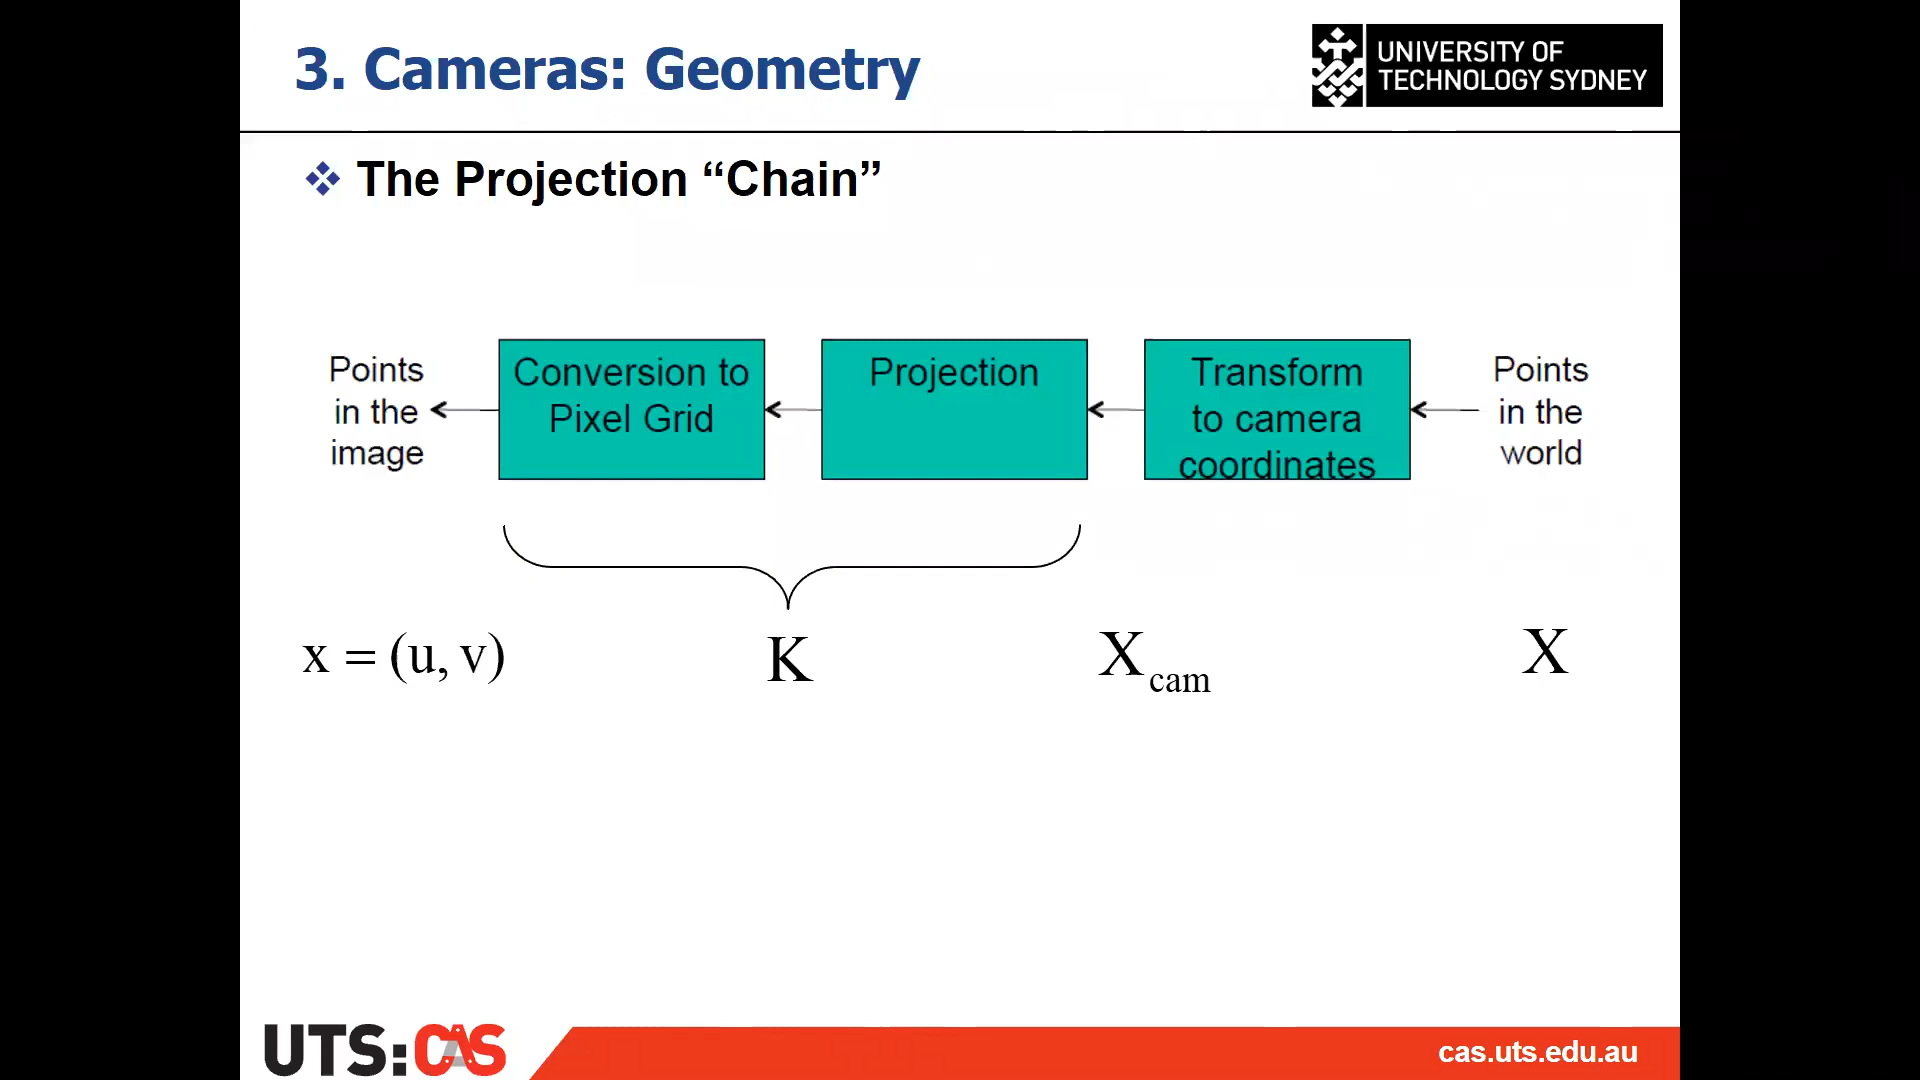 3. Cameras: Geometry
UNIVERSITY OF
TECHNOLOGY SYDNEY
The Projection “Chain”
Points
in the
image
Conversion to
Pixel Grid
Projection
Transform
to camera
coordinates
Points
in the
world
x = (u, v)
K
X cam
X
UTS:CAS
cas.uts.edu.au